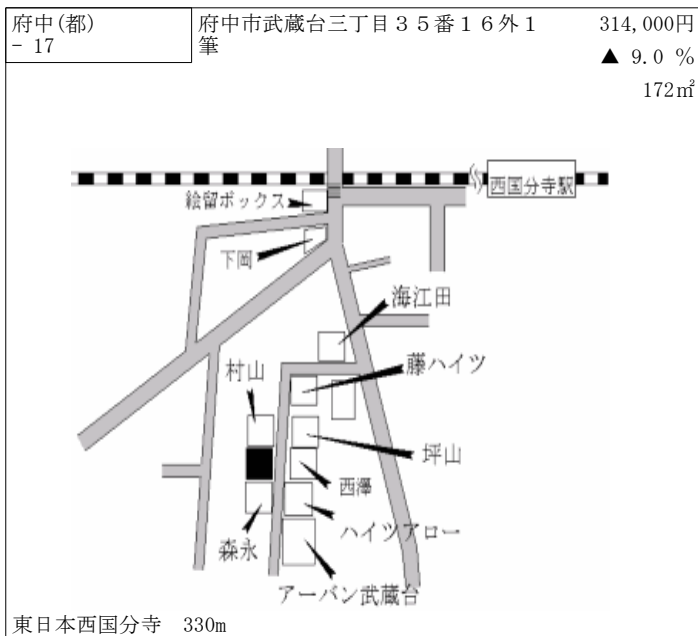 府中(都)
- 17
府中市武蔵台三丁目３５番１６外１
筆
314,000円
▲ 9.0 %
172㎡
西国分寺駅
絵留ボックス
下岡
海江田
藤ハイツ
村山
坪山
西澤
ハイツアロー
森永
アーバン武蔵台
東日本西国分寺 330m